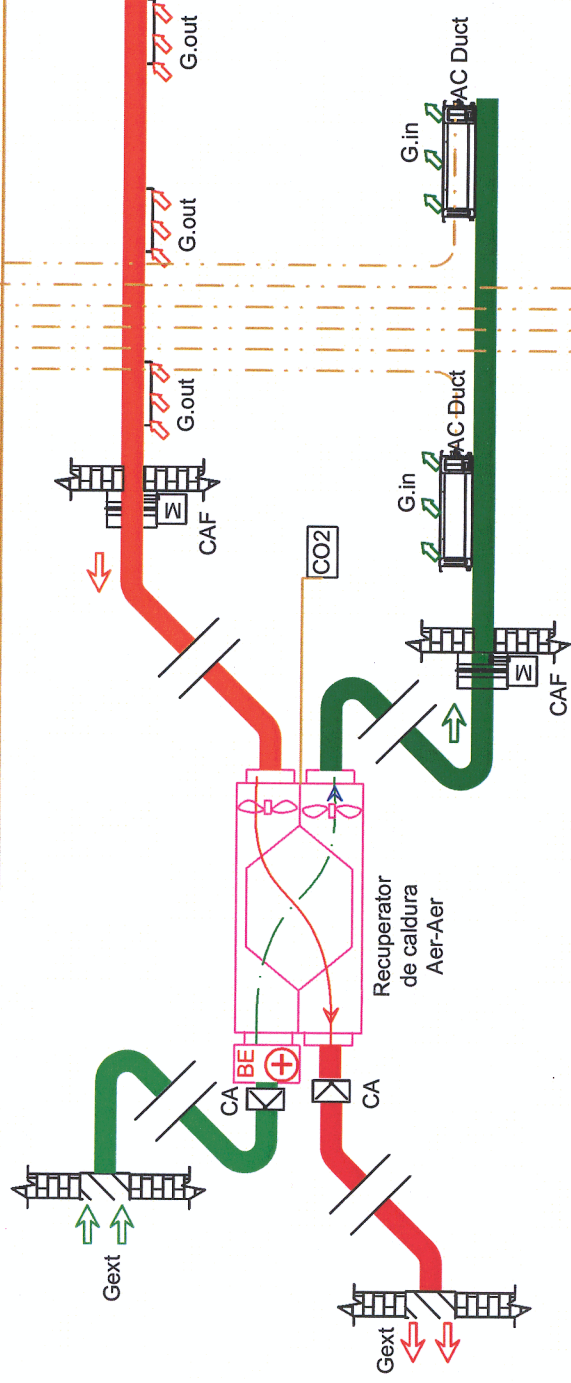 G.out
G.out
G.out
AC Duct
G.in
AC Duct
G.in
M
CAF
CO2
M
CAF
Recuperator
de caldura
Aer-Aer
BE
CA
CA
Gext
Gext